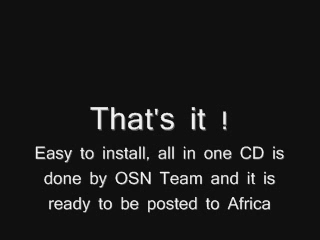 That's it !
Easy to install, all in one CD is
done by OSN Team and it is
ready to be posted to Africa